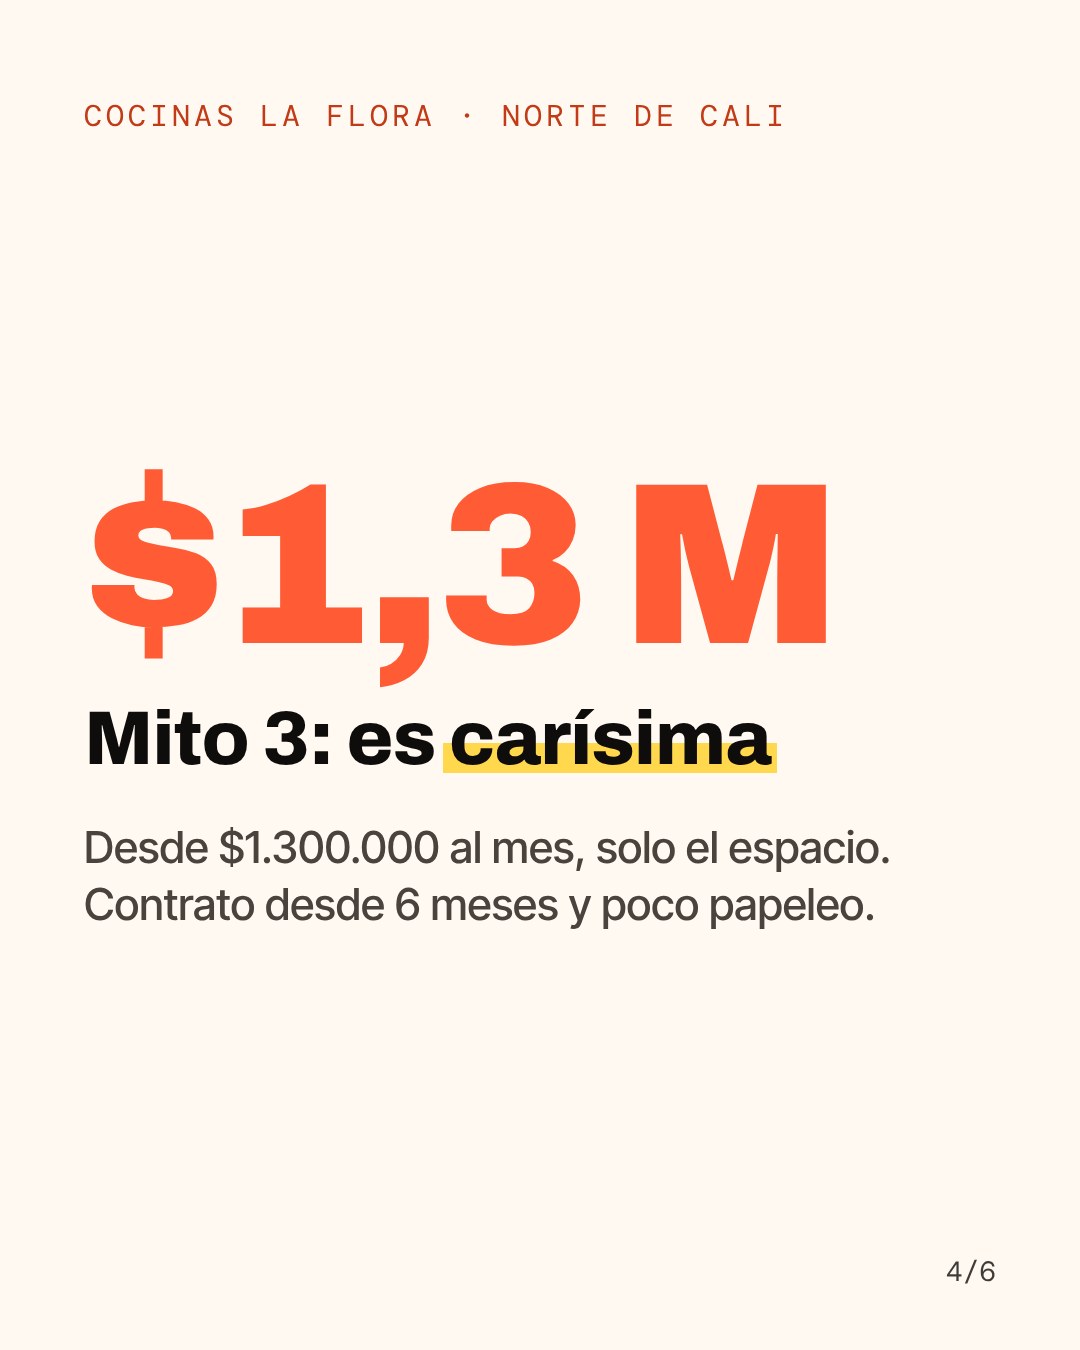 COCINAS LA FLORA · NORTE DE CALI
$1,3 M
Mito 3: es carísima
Desde $1.300.000 al mes, solo el espacio.
Contrato desde 6 meses y poco papeleo.
4/6